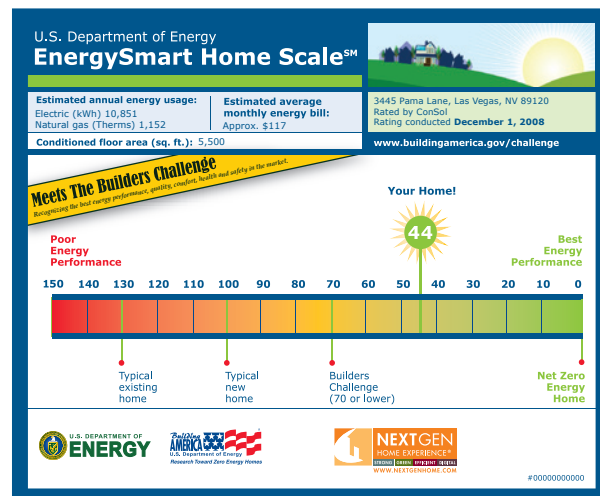 U.S. Department of Energy
EnergySmart Home Scale℠
Estimated annual energy usage:
Electric (kWh) 10,851
Natural gas (Therms) 1,152
Estimated average
monthly energy bill:
Approx. $117
Conditioned floor area (sq. ft.): 5,500
3445 Pama Lane, Las Vegas, NV 89120
Rated by ConSol
Rating conducted December 1, 2008
www.buildingamerica.gov/challenge
Meets The Builders Challenge
Recognizing the best energy performance, quality, comfort, health and safety in the market.
Your Home!
44
Poor
Energy
Performance
Best
Energy
Performance
150 140 130 120 110 100 90 80 70 60 50 40 30 20 10 0
Typical
existing
home
Typical
new
home
Builders
Challenge
(70 or lower)
Net Zero
Energy
Home
U.S. DEPARTMENT OF
ENERGY
Building
AMERICA
U.S. Department of Energy
Research Toward Zero Energy Homes
NEXTGEN
HOME EXPERIENCE®
STRONG GREEN EFFICIENT DIGITAL
WWW.NEXTGENHOME.COM
#00000000000